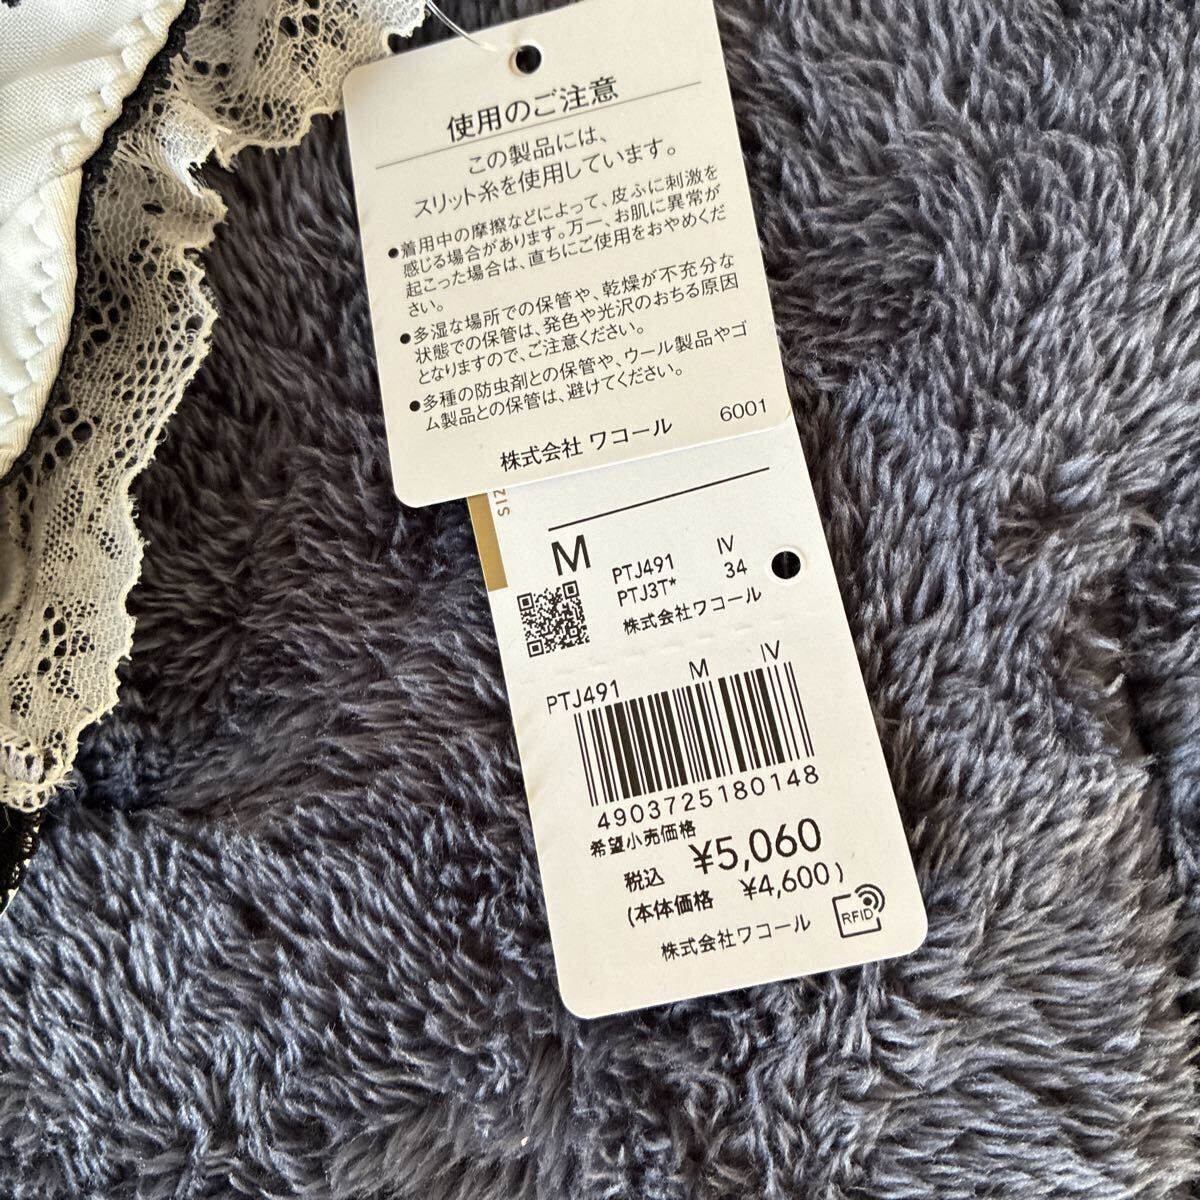 使用のご注意
この製品には、
スリット糸を使用しています。
●着用中の摩擦などによって、皮ふに刺激を
感じる場合があります。万一、お肌に異常が
起こった場合は、直ちにご使用をおやめくだ
さい。
●多湿な場所での保管や、乾燥が不充分な
状態での保管は、発色や光沢のおちる原因
となりますので、ご注意ください。
●多種の防虫剤との保管や、ウール製品やゴ
ム製品との保管は、避けてください。
株式会社 ワコール 6001
SIZ
M PTJ491 IV
PTJ3T* 34
株式会社ワコール
PTJ491 M IV
4903725180148
希望小売価格
税込 ¥5,060
(本体価格 ¥4,600)
株式会社ワコール RFID